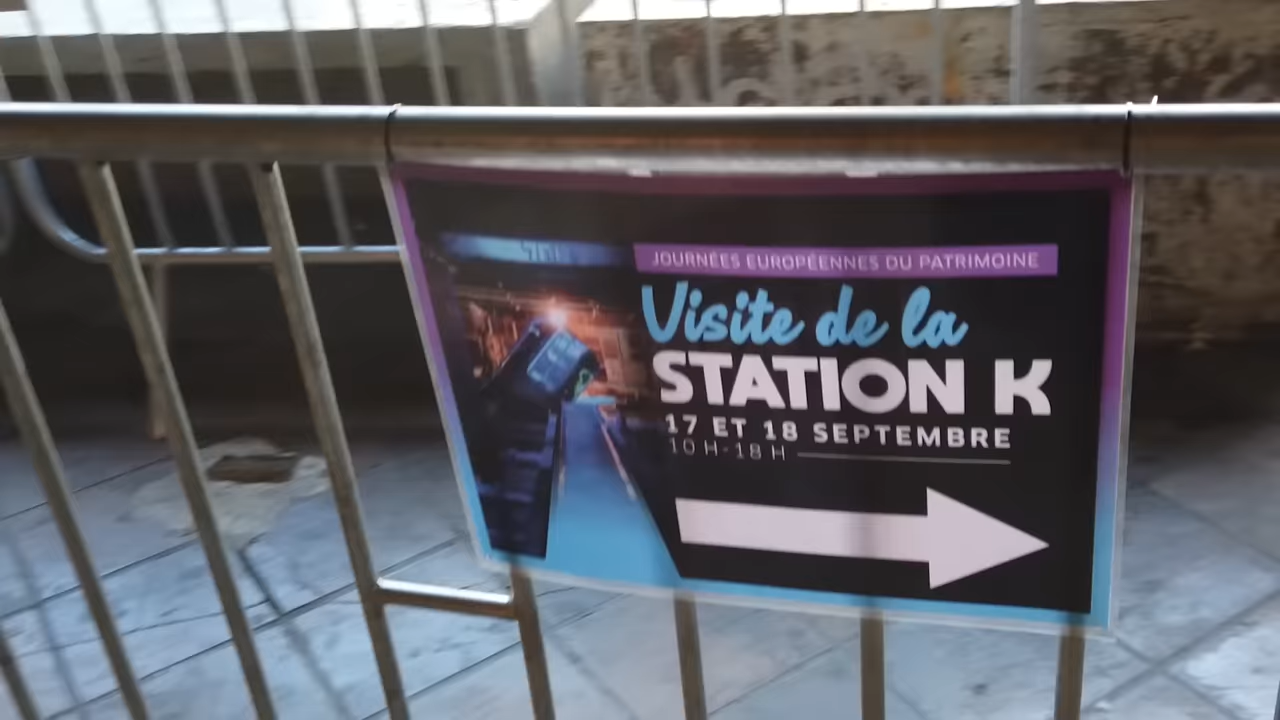 JOURNÉES EUROPÉENNES DU PATRIMOINE
Visite de la
STATION K
17 ET 18 SEPTEMBRE
10 H-18 H